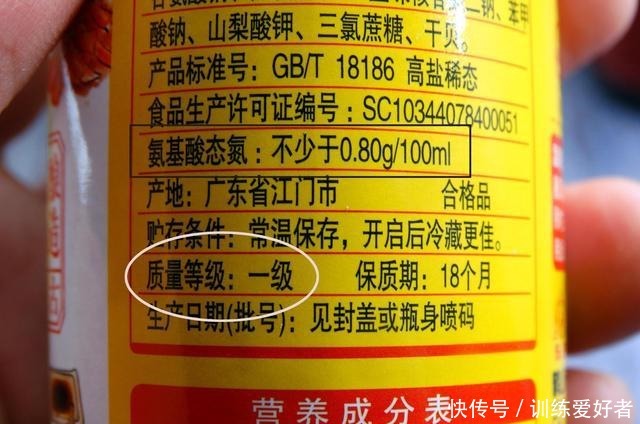 酸钠、山梨酸钾、三氯蔗糖、干贝。
产品标准号：GB/T 18186 高盐稀态
食品生产许可证编号：SC10344078400051
氨基酸态氮：不少于0.80g/100ml
产地：广东省江门市 合格品
贮存条件：常温保存，开启后冷藏更佳。
质量等级：一级 保质期：18个月
生产日期(批号)：见封盖或瓶身喷码
营养成分表
快传号／训练爱好者